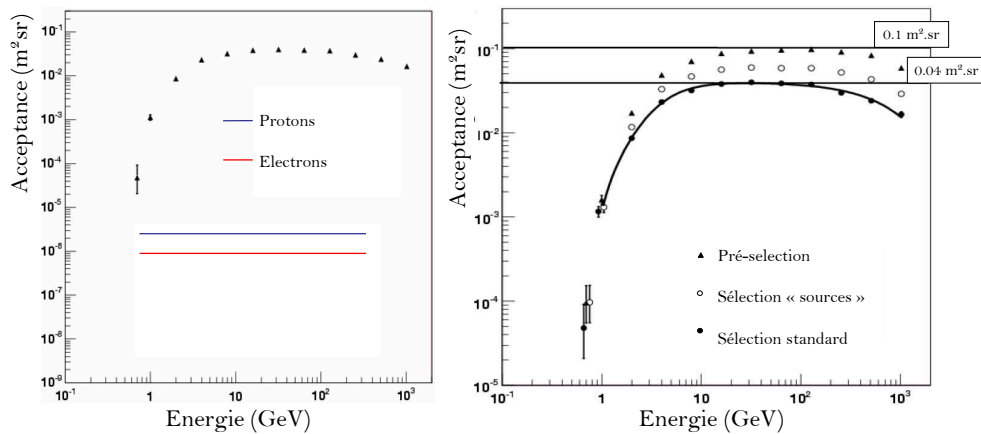 Acceptance (m²sr)
10⁻¹
10⁻²
10⁻³
10⁻⁴
10⁻⁵
10⁻⁶
10⁻⁷
10⁻⁸
10⁻⁹
Protons
Electrons
10⁻¹ 1 10 10² 10³
Energie (GeV)
Acceptance (m²sr)
0.1 m².sr
0.04 m².sr
10⁻¹
10⁻²
10⁻³
10⁻⁴
10⁻⁵
Pré-selection
Sélection « sources »
Sélection standard
10⁻¹ 1 10 10² 10³
Energie (GeV)